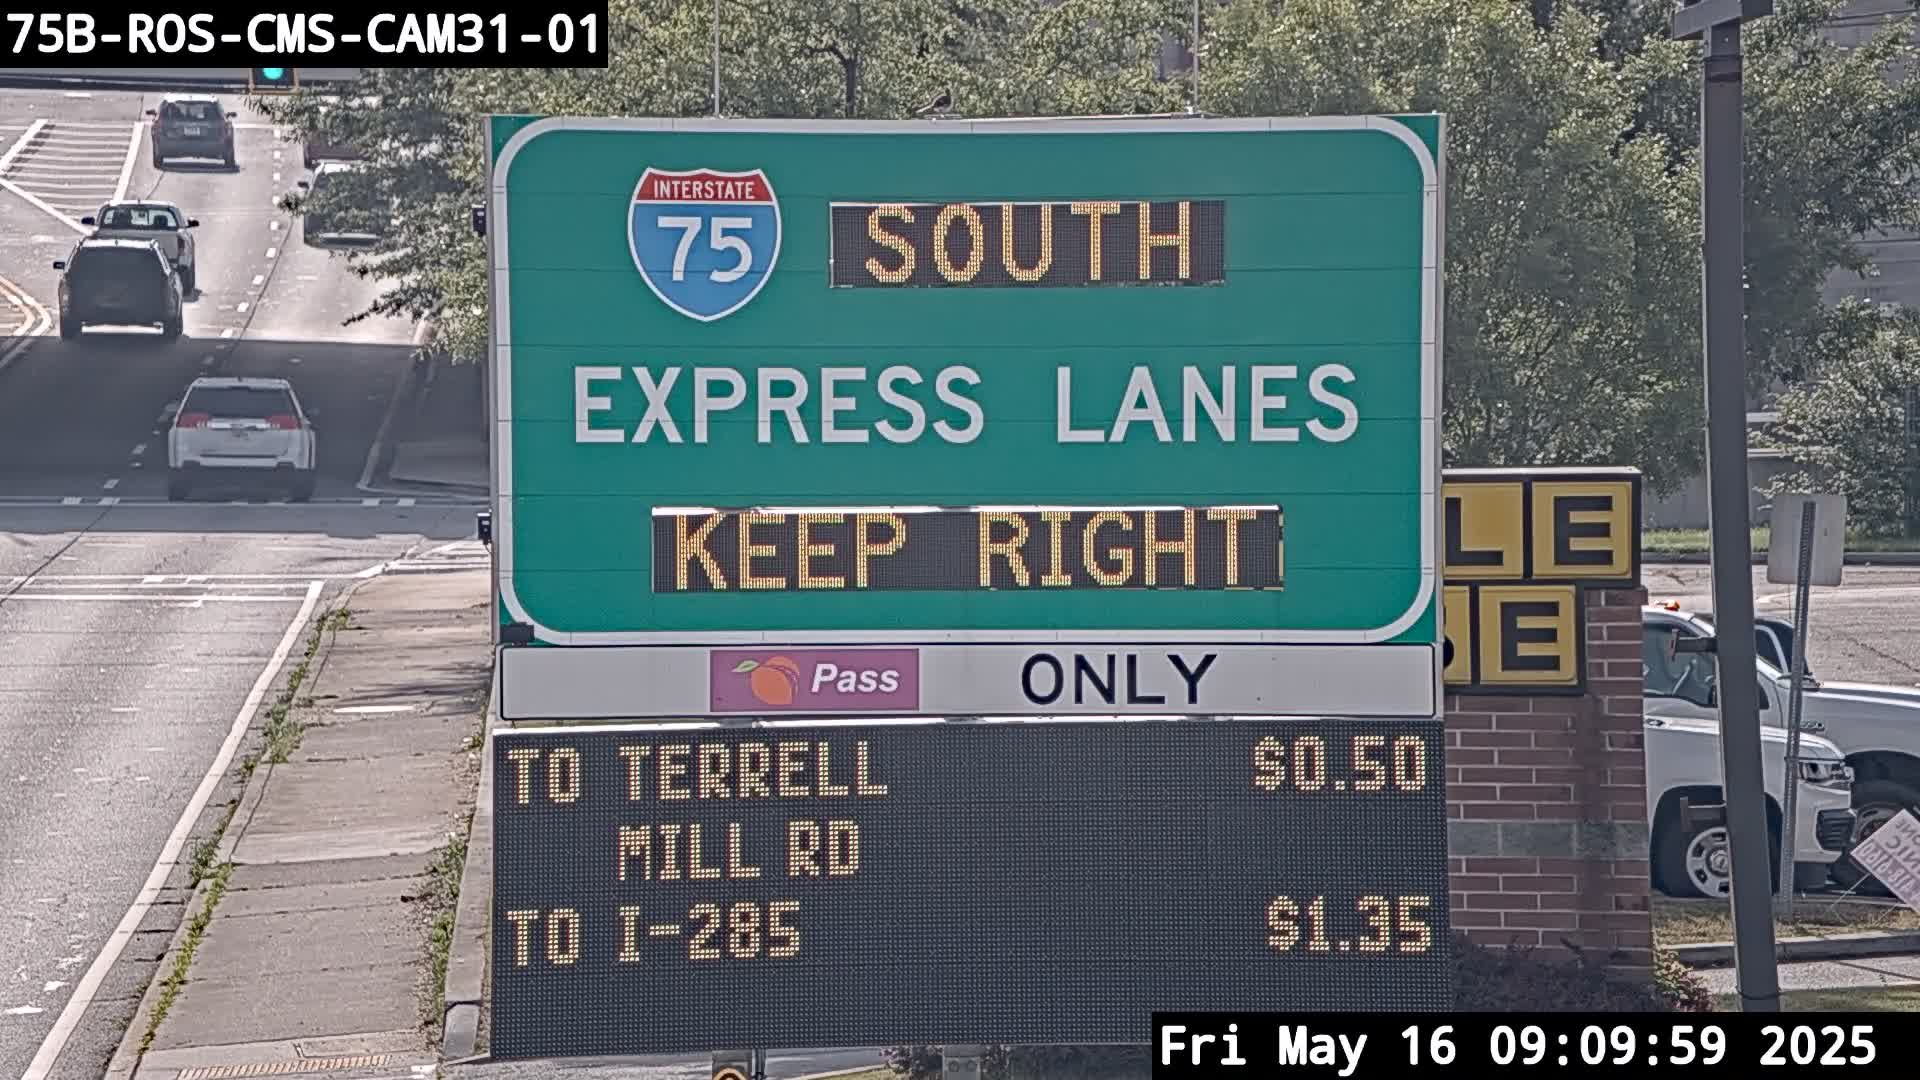 75B-ROS-CMS-CAM31-01
INTERSTATE
75
SOUTH
EXPRESS LANES
KEEP RIGHT
Pass ONLY
TO TERRELL $0.50
MILL RD
TO I-285 $1.35
LE
E
Fri May 16 09:09:59 2025